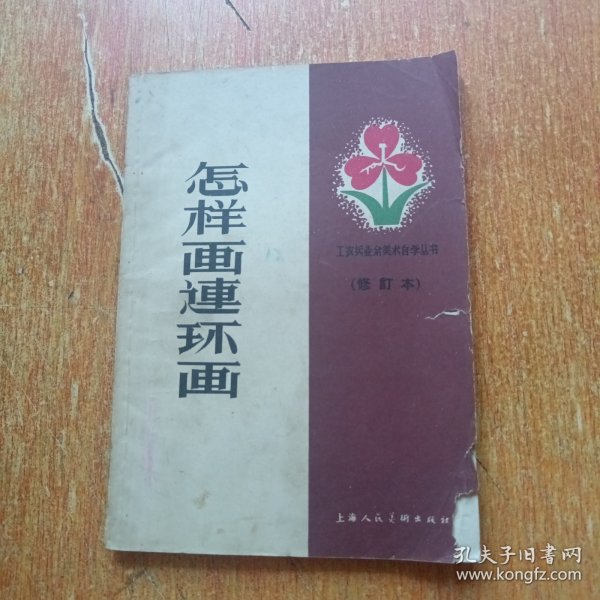 怎样画連环画
工农兵业余美术自学丛书
(修訂本)
上海人民美術出版社
孔夫子旧書网
www.kongfz.com